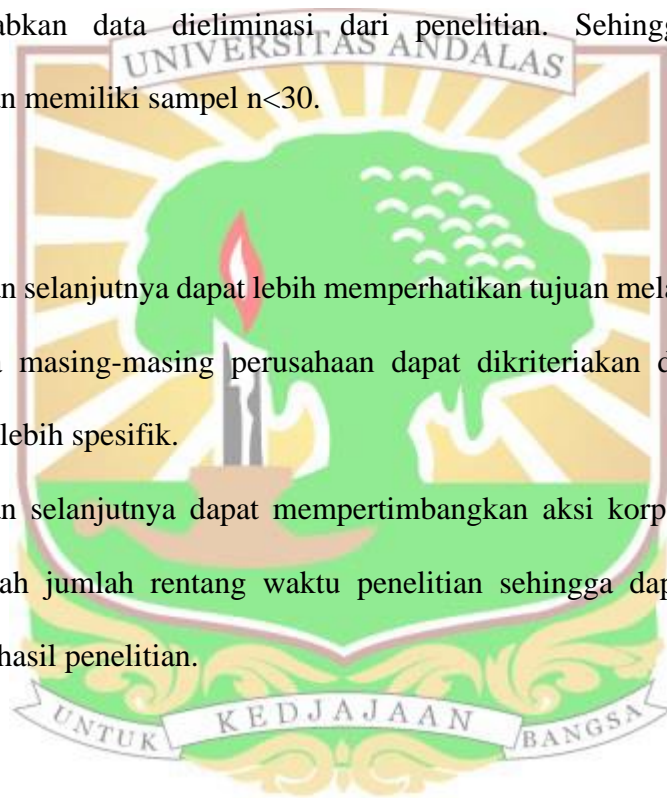 abkan data dieliminasi dari penelitian. Sehingg
UNIVERSITAS ANDALAS
n memiliki sampel n<30.
n selanjutnya dapat lebih memperhatikan tujuan mela
masing-masing perusahaan dapat dikriteriakan d
lebih spesifik.
n selanjutnya dapat mempertimbangkan aksi korp
ah jumlah rentang waktu penelitian sehingga dap
hasil penelitian.
UNTUK KEDJAJAAN BANGSA